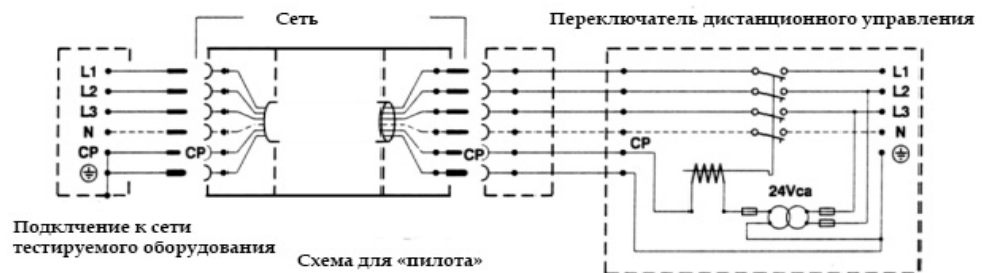 Сеть
Переключатель дистанционного управления
L1
L2
L3
N
CP
CP
CP
CP
L1
L2
L3
N
24Vca
Подклчение к сети
тестируемого оборудования
Схема для «пилота»